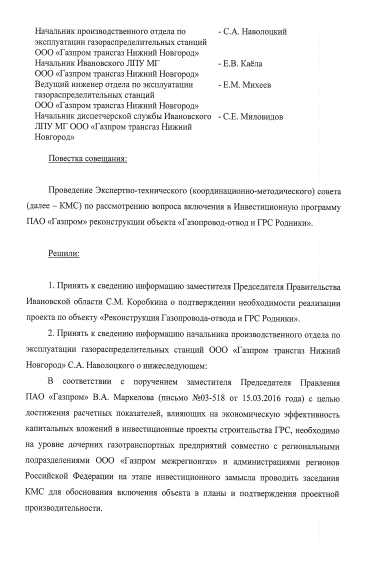 Начальник производственного отдела по - С.А. Наволоцкий
эксплуатации газораспределительных станций
ООО «Газпром трансгаз Нижний Новгород»
Начальник Ивановского ЛПУ МГ - Е.В. Каёла
ООО «Газпром трансгаз Нижний Новгород»
Ведущий инженер отдела по эксплуатации - Е.М. Михеев
газораспределительных станций
ООО «Газпром трансгаз Нижний Новгород»
Начальник диспетчерской службы Ивановского - С.Е. Миловидов
ЛПУ МГ ООО «Газпром трансгаз Нижний
Новгород»
Повестка совещания:
Проведение Экспертно-технического (координационно-методического) совета
(далее – КМС) по рассмотрению вопроса включения в Инвестиционную программу
ПАО «Газпром» реконструкции объекта «Газопровод-отвод и ГРС Родники».
Решили:
1. Принять к сведению информацию заместителя Председателя Правительства
Ивановской области С.М. Коробкина о подтверждении необходимости реализации
проекта по объекту «Реконструкция Газопровода-отвода и ГРС Родники».
2. Принять к сведению информацию начальника производственного отдела по
эксплуатации газораспределительных станций ООО «Газпром трансгаз Нижний
Новгород» С.А. Наволоцкого о нижеследующем:
В соответствии с поручением заместителя Председателя Правления
ПАО «Газпром» В.А. Маркелова (письмо №03-518 от 15.03.2016 года) с целью
достижения расчетных показателей, влияющих на экономическую эффективность
капитальных вложений в инвестиционные проекты строительства ГРС, необходимо
на уровне дочерних газотранспортных предприятий совместно с региональными
подразделениями ООО «Газпром межрегионгаз» и администрациями регионов
Российской Федерации на этапе инвестиционного замысла проводить заседания
КМС для обоснования включения объекта в планы и подтверждения проектной
производительности.